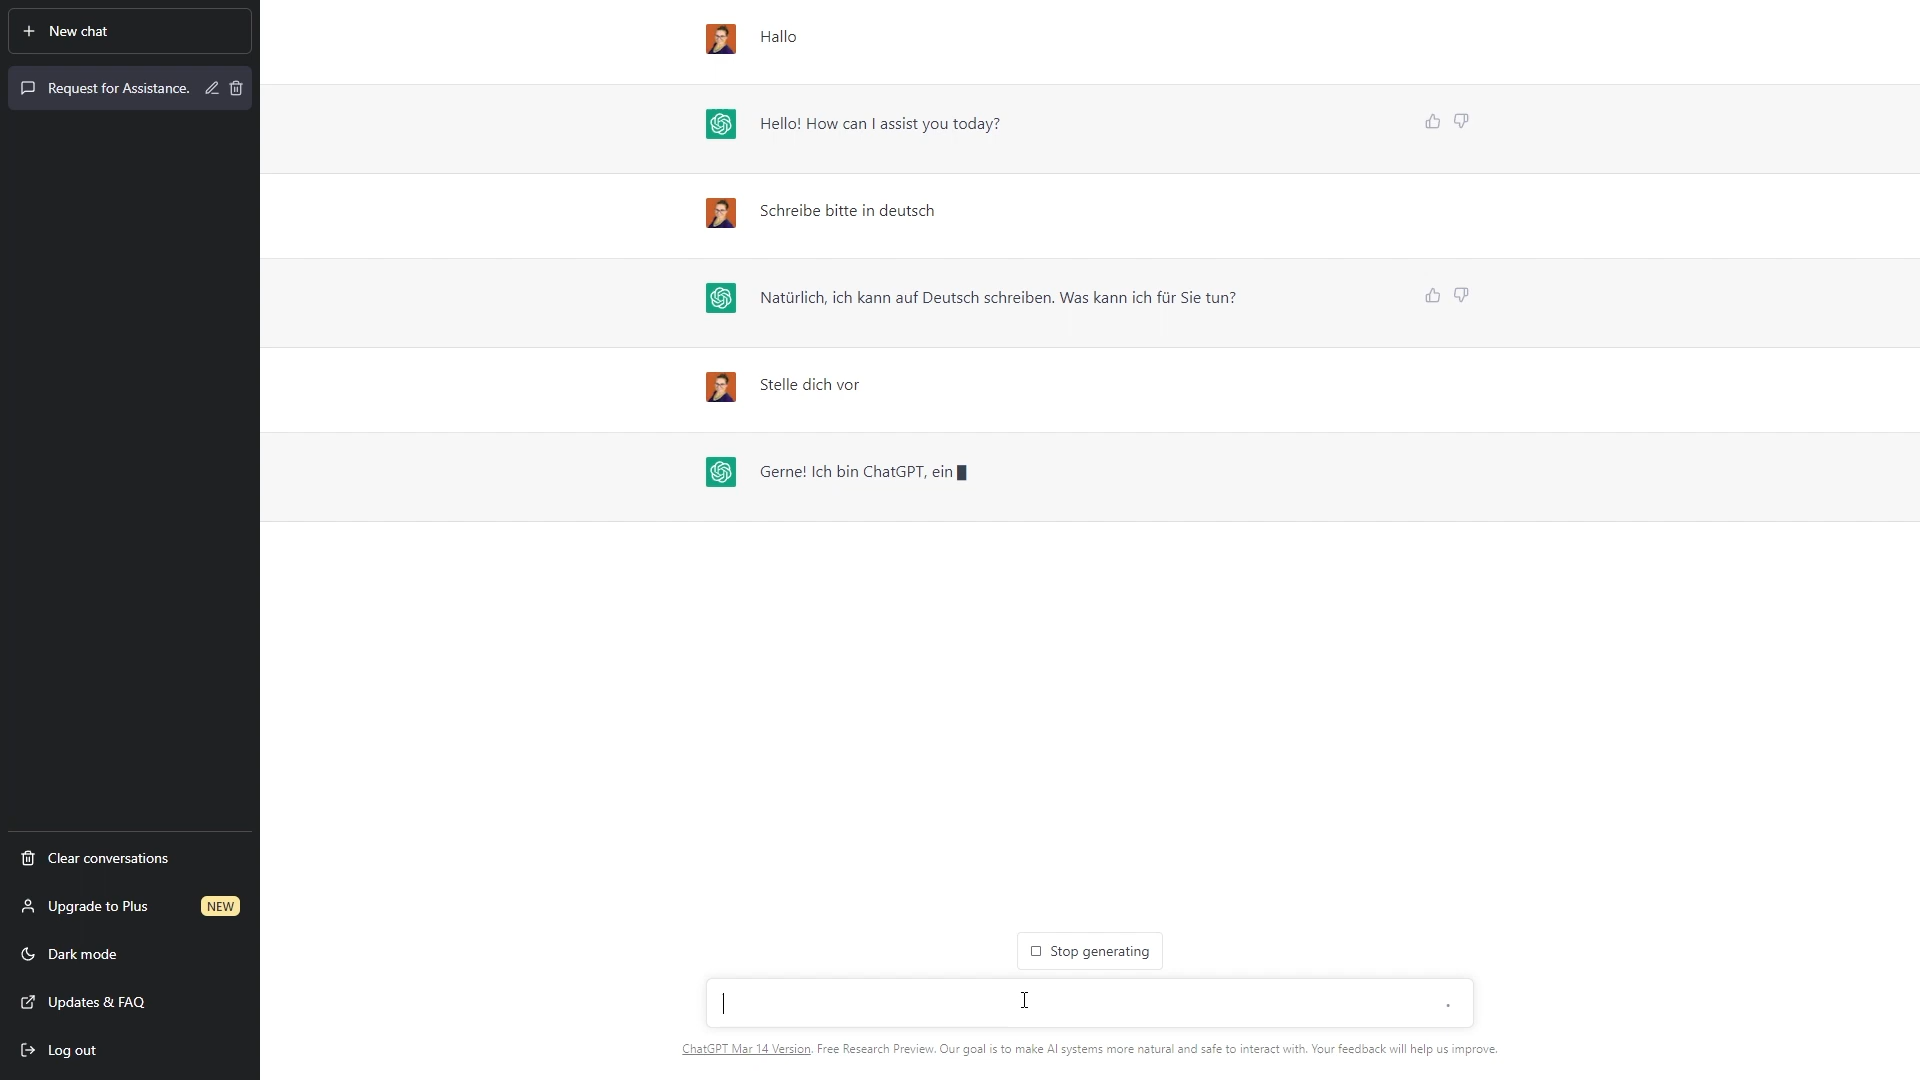 New chat
Request for Assistance.
Hallo
Hello! How can I assist you today?
Schreibe bitte in deutsch
Natürlich, ich kann auf Deutsch schreiben. Was kann ich für Sie tun?
Stelle dich vor
Gerne! Ich bin ChatGPT, ein
Clear conversations
Upgrade to Plus NEW
Dark mode
Updates & FAQ
Log out
Stop generating
ChatGPT Mar 14 Version. Free Research Preview. Our goal is to make AI systems more natural and safe to interact with. Your feedback will help us improve.